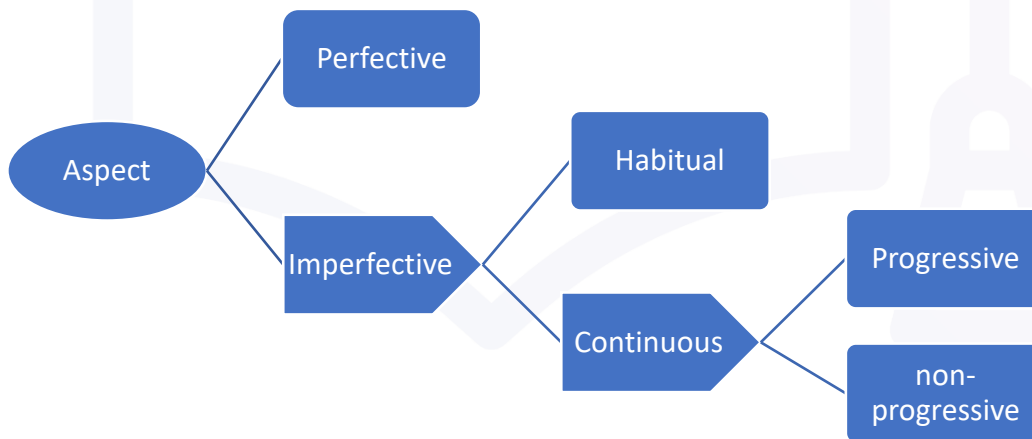 Perfective
Aspect
Habitual
Imperfective
Progressive
Continuous
non-
progressive